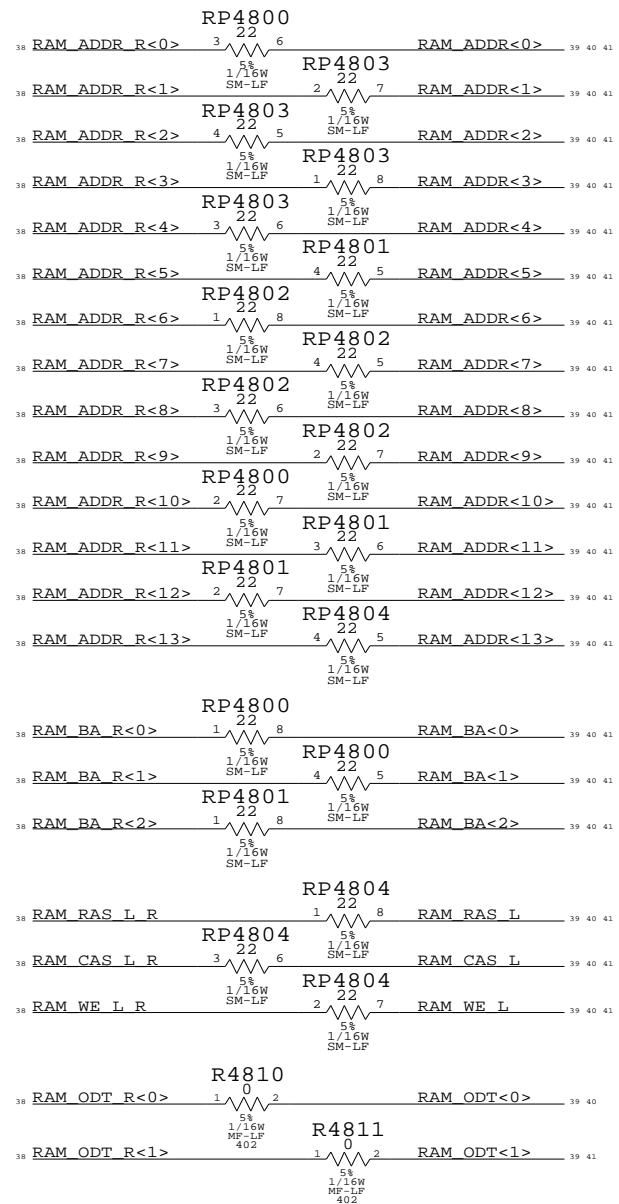 RP4800
22
38 RAM_ADDR_R<0> 3 6 RAM_ADDR<0> 39 40 41
5%
1/16W
SM-LF
RP4803
22
38 RAM_ADDR_R<1> 2 7 RAM_ADDR<1> 39 40 41
5%
1/16W
SM-LF
RP4803
22
38 RAM_ADDR_R<2> 4 5 RAM_ADDR<2> 39 40 41
5%
1/16W
SM-LF
RP4803
22
38 RAM_ADDR_R<3> 1 8 RAM_ADDR<3> 39 40 41
5%
1/16W
SM-LF
RP4803
22
38 RAM_ADDR_R<4> 3 6 RAM_ADDR<4> 39 40 41
5%
1/16W
SM-LF
RP4801
22
38 RAM_ADDR_R<5> 4 5 RAM_ADDR<5> 39 40 41
5%
1/16W
SM-LF
RP4802
22
38 RAM_ADDR_R<6> 1 8 RAM_ADDR<6> 39 40 41
5%
1/16W
SM-LF
RP4802
22
38 RAM_ADDR_R<7> 4 5 RAM_ADDR<7> 39 40 41
5%
1/16W
SM-LF
RP4802
22
38 RAM_ADDR_R<8> 3 6 RAM_ADDR<8> 39 40 41
5%
1/16W
SM-LF
RP4802
22
38 RAM_ADDR_R<9> 2 7 RAM_ADDR<9> 39 40 41
5%
1/16W
SM-LF
RP4800
22
38 RAM_ADDR_R<10> 2 7 RAM_ADDR<10> 39 40 41
5%
1/16W
SM-LF
RP4801
22
38 RAM_ADDR_R<11> 3 6 RAM_ADDR<11> 39 40 41
5%
1/16W
SM-LF
RP4801
22
38 RAM_ADDR_R<12> 2 7 RAM_ADDR<12> 39 40 41
5%
1/16W
SM-LF
RP4804
22
38 RAM_ADDR_R<13> 4 5 RAM_ADDR<13> 39 40 41
5%
1/16W
SM-LF
RP4800
22
38 RAM_BA_R<0> 1 8 RAM_BA<0> 39 40 41
5%
1/16W
SM-LF
RP4800
22
38 RAM_BA_R<1> 4 5 RAM_BA<1> 39 40 41
5%
1/16W
SM-LF
RP4801
22
38 RAM_BA_R<2> 1 8 RAM_BA<2> 39 40 41
5%
1/16W
SM-LF
RP4804
22
38 RAM_RAS_L_R 1 8 RAM_RAS_L 39 40 41
5%
1/16W
SM-LF
RP4804
22
38 RAM_CAS_L_R 3 6 RAM_CAS_L 39 40 41
5%
1/16W
SM-LF
RP4804
22
38 RAM_WE_L_R 2 7 RAM_WE_L 39 40 41
5%
1/16W
SM-LF
R4810
0
38 RAM_ODT_R<0> 1 2 RAM_ODT<0> 39 40
5%
1/16W
MF-LF
402
R4811
0
38 RAM_ODT_R<1> 1 2 RAM_ODT<1> 39 41
5%
1/16W
MF-LF
402